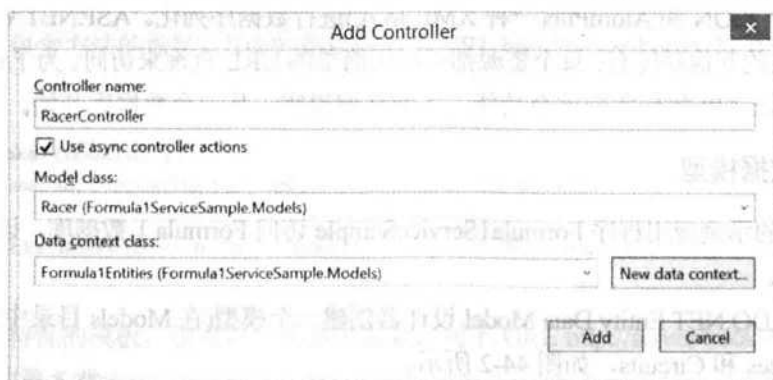 Add Controller
Controller name:
RacerController
Use async controller actions
Model class:
Racer (Formula1ServiceSample.Models)
Data context class:
Formula1Entities (Formula1ServiceSample.Models)
New data context...
Add
Cancel